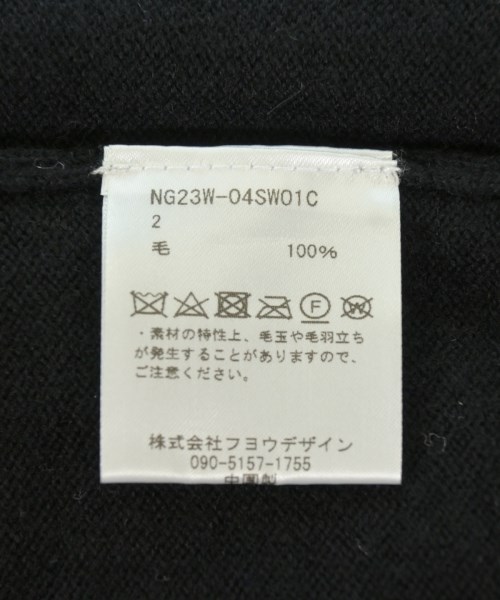 NG23W-04SW01C
2
毛 100%
F W
・素材の特性上、毛玉や毛羽立ち
が発生することがありますので、
ご注意ください。
株式会社フヨウデザイン
090-5157-1755
中国製